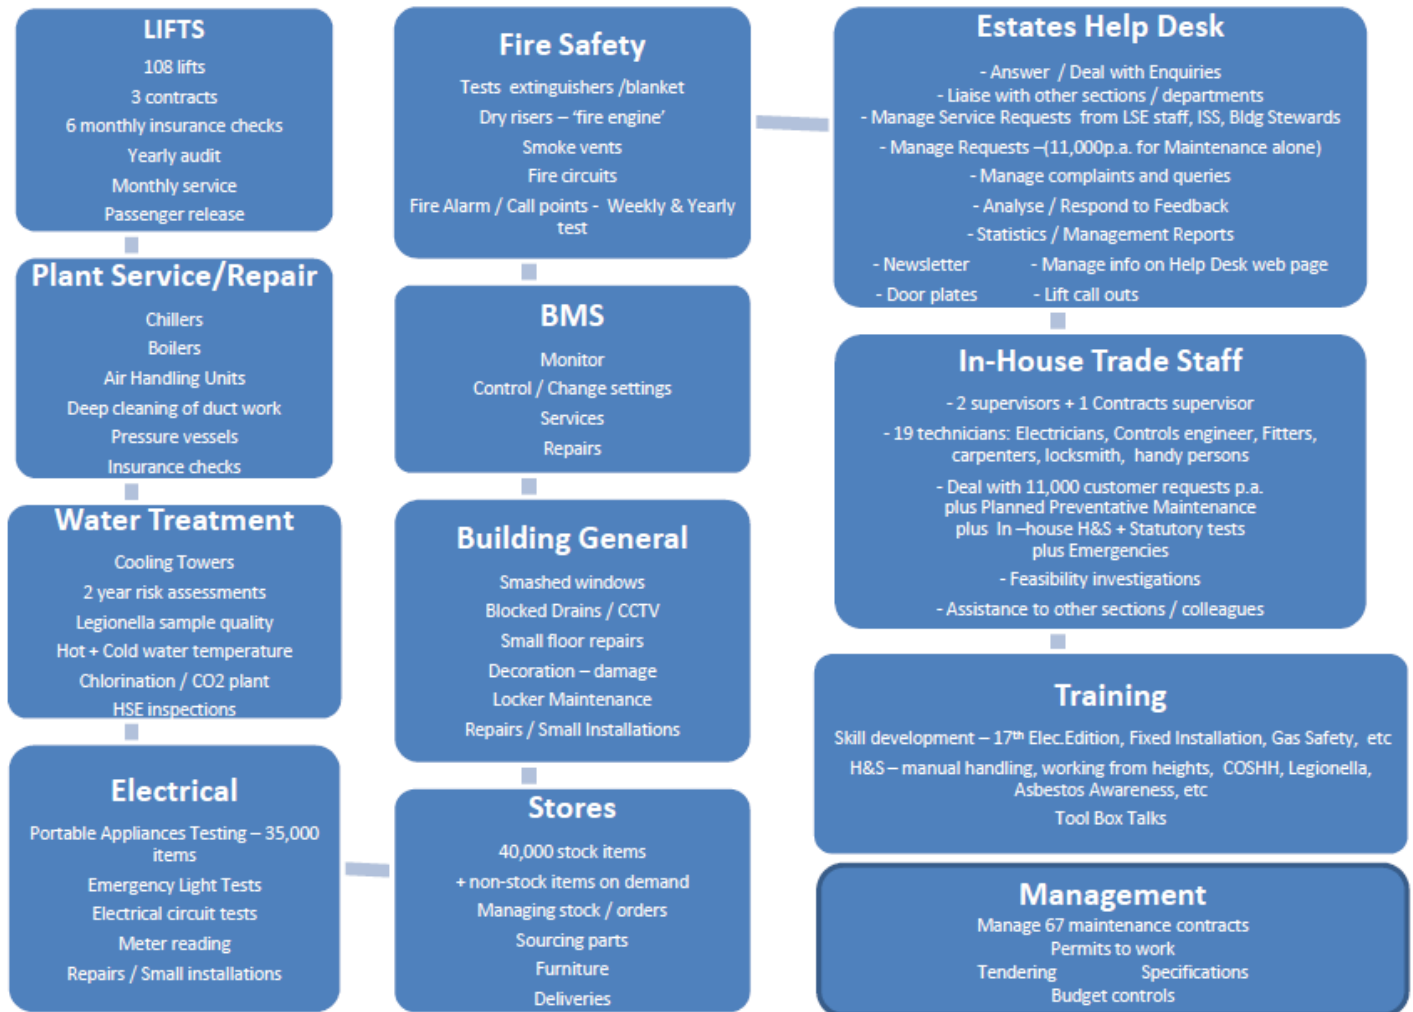 LIFTS
108 lifts
3 contracts
6 monthly insurance checks
Yearly audit
Monthly service
Passenger release
Plant Service/Repair
Chillers
Boilers
Air Handling Units
Deep cleaning of duct work
Pressure vessels
Insurance checks
Water Treatment
Cooling Towers
2 year risk assessments
Legionella sample quality
Hot + Cold water temperature
Chlorination / CO2 plant
HSE inspections
Electrical
Portable Appliances Testing – 35,000
items
Emergency Light Tests
Electrical circuit tests
Meter reading
Repairs / Small installations
Fire Safety
Tests extinguishers /blanket
Dry risers – ‘fire engine’
Smoke vents
Fire circuits
Fire Alarm / Call points - Weekly & Yearly
test
BMS
Monitor
Control / Change settings
Services
Repairs
Building General
Smashed windows
Blocked Drains / CCTV
Small floor repairs
Decoration – damage
Locker Maintenance
Repairs / Small Installations
Stores
40,000 stock items
+ non-stock items on demand
Managing stock / orders
Sourcing parts
Furniture
Deliveries
Estates Help Desk
- Answer / Deal with Enquiries
- Liaise with other sections / departments
- Manage Service Requests from LSE staff, ISS, Bldg Stewards
- Manage Requests –(11,000p.a. for Maintenance alone)
- Manage complaints and queries
- Analyse / Respond to Feedback
- Statistics / Management Reports
- Newsletter - Manage info on Help Desk web page
- Door plates - Lift call outs
In-House Trade Staff
- 2 supervisors + 1 Contracts supervisor
- 19 technicians: Electricians, Controls engineer, Fitters,
carpenters, locksmith, handy persons
- Deal with 11,000 customer requests p.a.
plus Planned Preventative Maintenance
plus In –house H&S + Statutory tests
plus Emergencies
- Feasibility investigations
- Assistance to other sections / colleagues
Training
Skill development – 17th Elec.Edition, Fixed Installation, Gas Safety, etc
H&S – manual handling, working from heights, COSHH, Legionella,
Asbestos Awareness, etc
Tool Box Talks
Management
Manage 67 maintenance contracts
Permits to work
Tendering Specifications
Budget controls